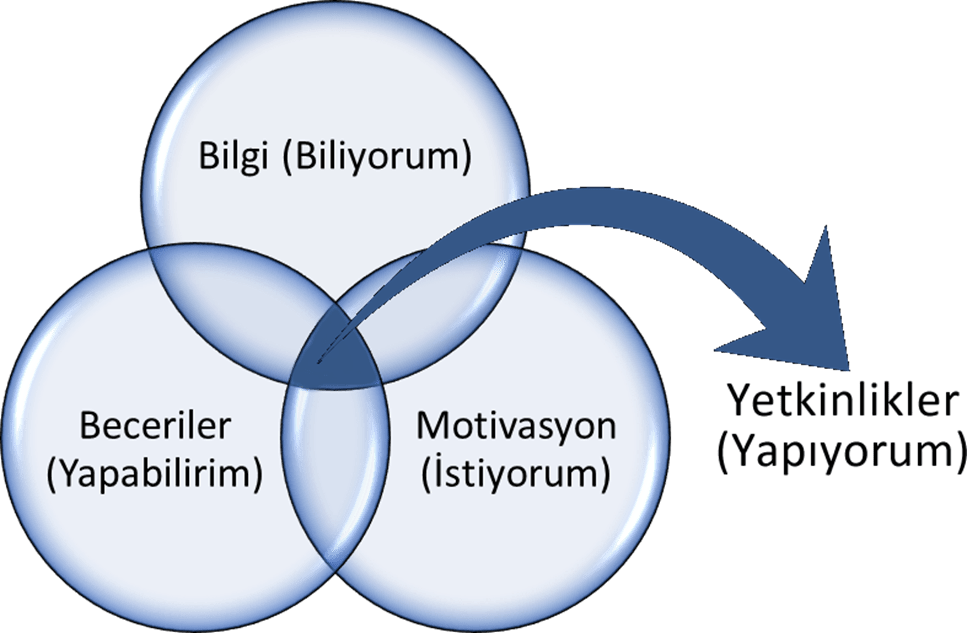 Bilgi (Biliyorum)
Beceriler
(Yapabilirim)
Motivasyon
(İstiyorum)
Yetkinlikler
(Yapıyorum)